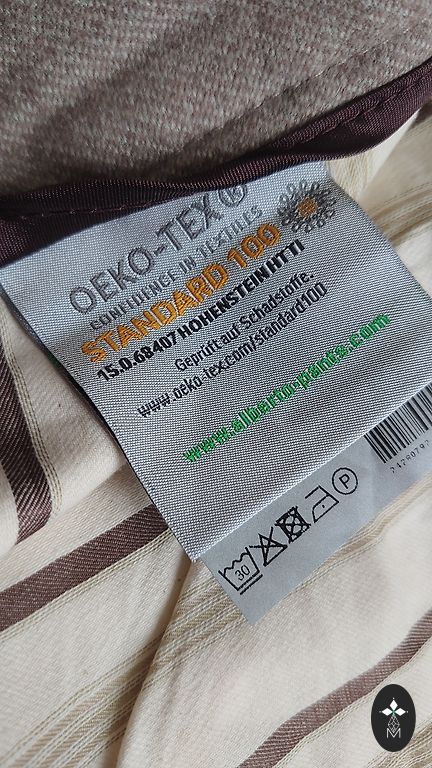 OEKO-TEX®
CONFIDENCE IN TEXTILES
STANDARD 100
15.0.68407 HOHENSTEIN HTTI
Geprüft auf Schadstoffe.
www.oeko-tex.com/standard100
www.alberto-pants.com
30
P
M